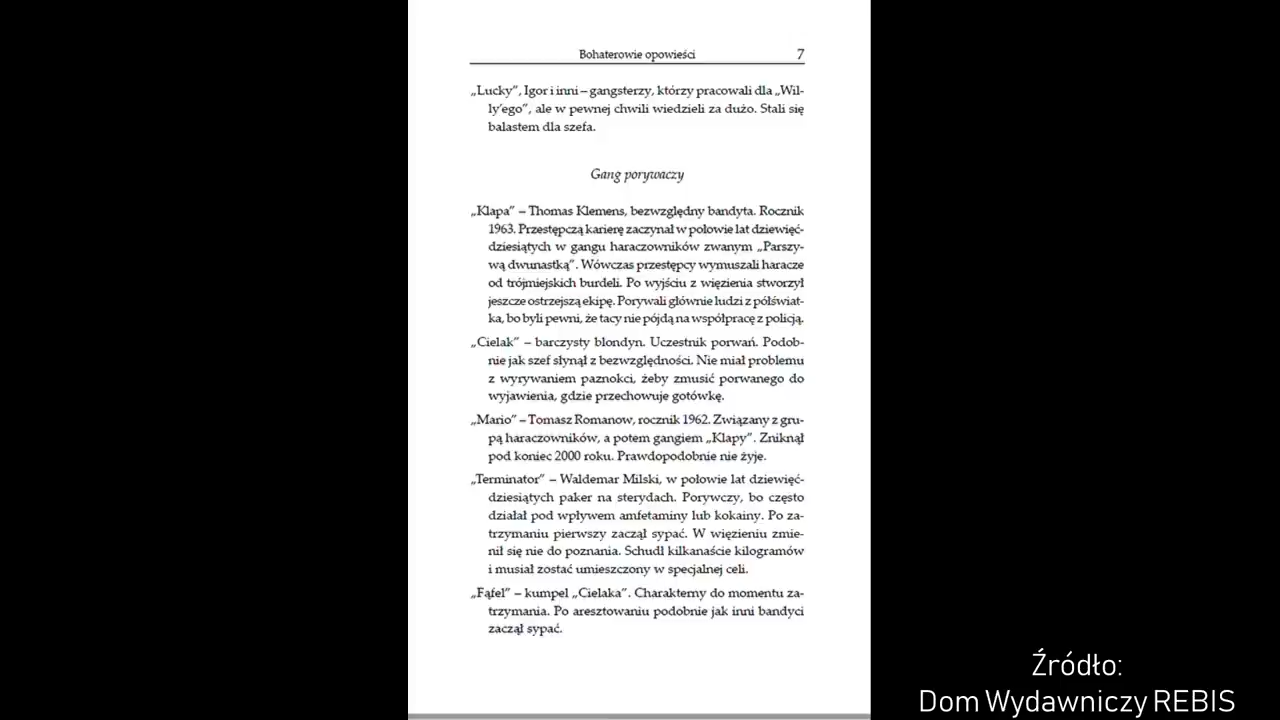 Bohaterowie opowieści 7
„Lucky”, Igor i inni – gangsterzy, którzy pracowali dla „Wil-
ly’ego”, ale w pewnej chwili wiedzieli za dużo. Stali się
balastem dla szefa.
Gang porywaczy
„Klapa” – Thomas Klemens, bezwzględny bandyta. Rocznik
1963. Przestępczą karierę zaczynał w połowie lat dziewięć-
dziesiątych w gangu haraczowników zwanym „Parszy-
wą dwunastką”. Wówczas przestępcy wymuszali haracze
od trójmiejskich burdeli. Po wyjściu z więzienia stworzył
jeszcze ostrzejszą ekipę. Porywali głównie ludzi z półświat-
ka, bo byli pewni, że tacy nie pójdą na współpracę z policją.
„Cielak” – barczysty blondyn. Uczestnik porwań. Podob-
nie jak szef słynął z bezwzględności. Nie miał problemu
z wyrywaniem paznokci, żeby zmusić porwanego do
wyjawienia, gdzie przechowuje gotówkę.
„Mario” – Tomasz Romanow, rocznik 1962. Związany z gru-
pą haraczowników, a potem gangiem „Klapy”. Zniknął
pod koniec 2000 roku. Prawdopodobnie nie żyje.
„Terminator” – Waldemar Milski, w połowie lat dziewięć-
dziesiątych paker na sterydach. Porywczy, bo często
działał pod wpływem amfetaminy lub kokainy. Po za-
trzymaniu pierwszy zaczął sypać. W więzieniu zmie-
nił się nie do poznania. Schudł kilkanaście kilogramów
i musiał zostać umieszczony w specjalnej celi.
„Fąfel” – kumpel „Cielaka”. Charakterny do momentu za-
trzymania. Po aresztowaniu podobnie jak inni bandyci
zaczął sypać.
Źródło:
Dom Wydawniczy REBIS